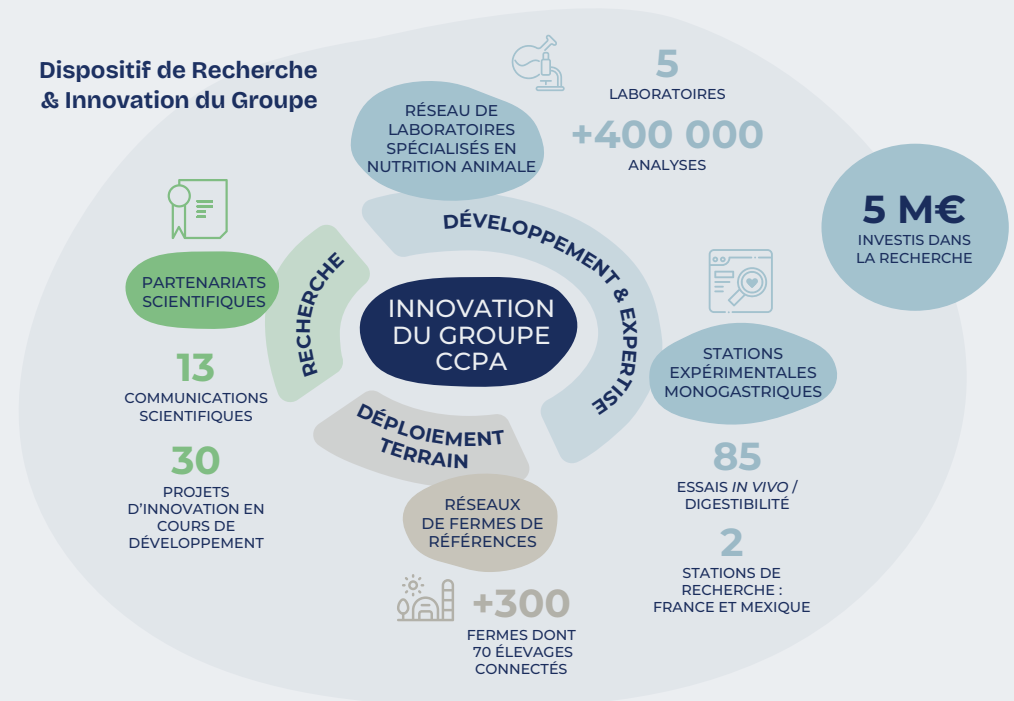 Dispositif de Recherche
& Innovation du Groupe
RÉSEAU DE
LABORATOIRES
SPÉCIALISÉS EN
NUTRITION ANIMALE
5
LABORATOIRES
+400 000
ANALYSES
5 M€
INVESTIS DANS
LA RECHERCHE
PARTENARIATS
SCIENTIFIQUES
13
COMMUNICATIONS
SCIENTIFIQUES
30
PROJETS
D’INNOVATION EN
COURS DE
DÉVELOPPEMENT
RECHERCHE
DÉVELOPPEMENT & EXPERTISE
INNOVATION
DU GROUPE
CCPA
DÉPLOIEMENT
TERRAIN
STATIONS
EXPÉRIMENTALES
MONOGASTRIQUES
85
ESSAIS IN VIVO /
DIGESTIBILITÉ
2
STATIONS DE
RECHERCHE :
FRANCE ET MEXIQUE
RÉSEAUX
DE FERMES DE
RÉFÉRENCES
+300
FERMES DONT
70 ÉLEVAGES
CONNECTÉS